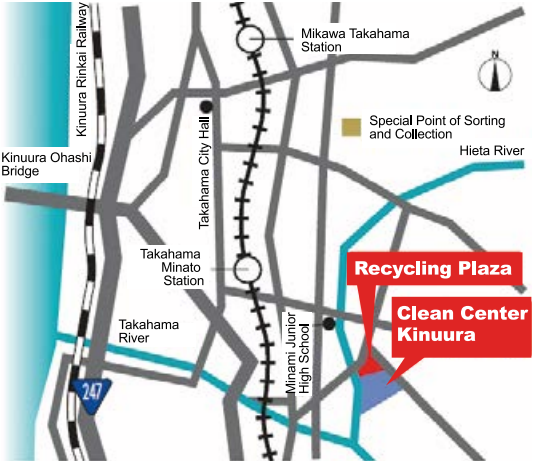 Kinuura Rinkai Railway
Mikawa Takahama
Station
N
Special Point of Sorting
and Collection
Takahama City Hall
Hieta River
Kinuura Ohashi
Bridge
Takahama
Minato
Station
Recycling Plaza
Clean Center
Kinuura
Takahama
River
Minami Junior
High School
247